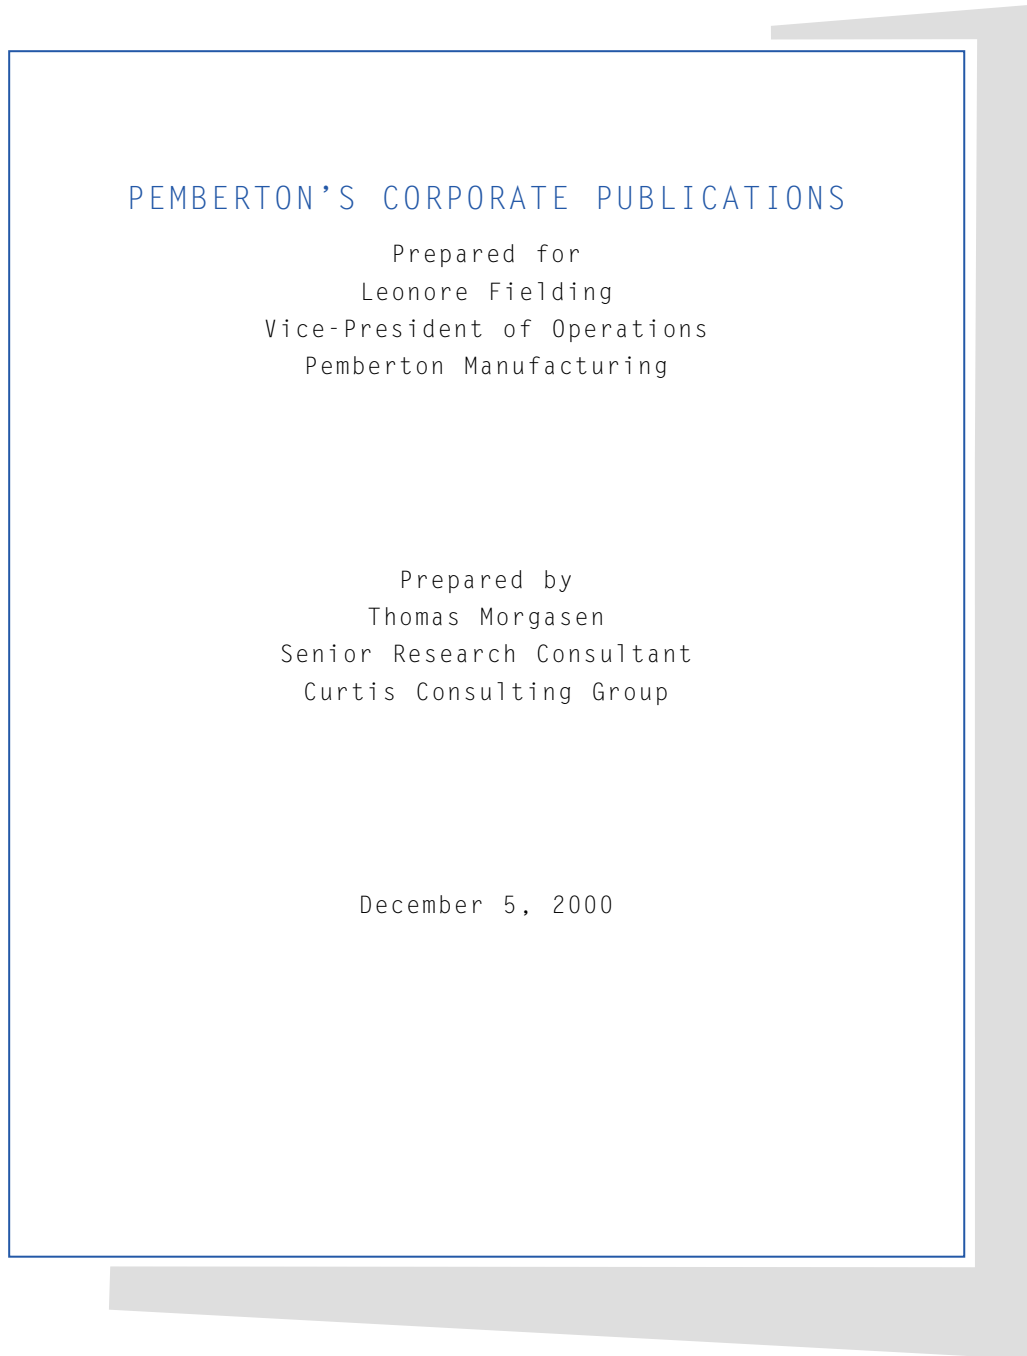 PEMBERTON’S CORPORATE PUBLICATIONS
Prepared for
Leonore Fielding
Vice-President of Operations
Pemberton Manufacturing
Prepared by
Thomas Morgasen
Senior Research Consultant
Curtis Consulting Group
December 5, 2000